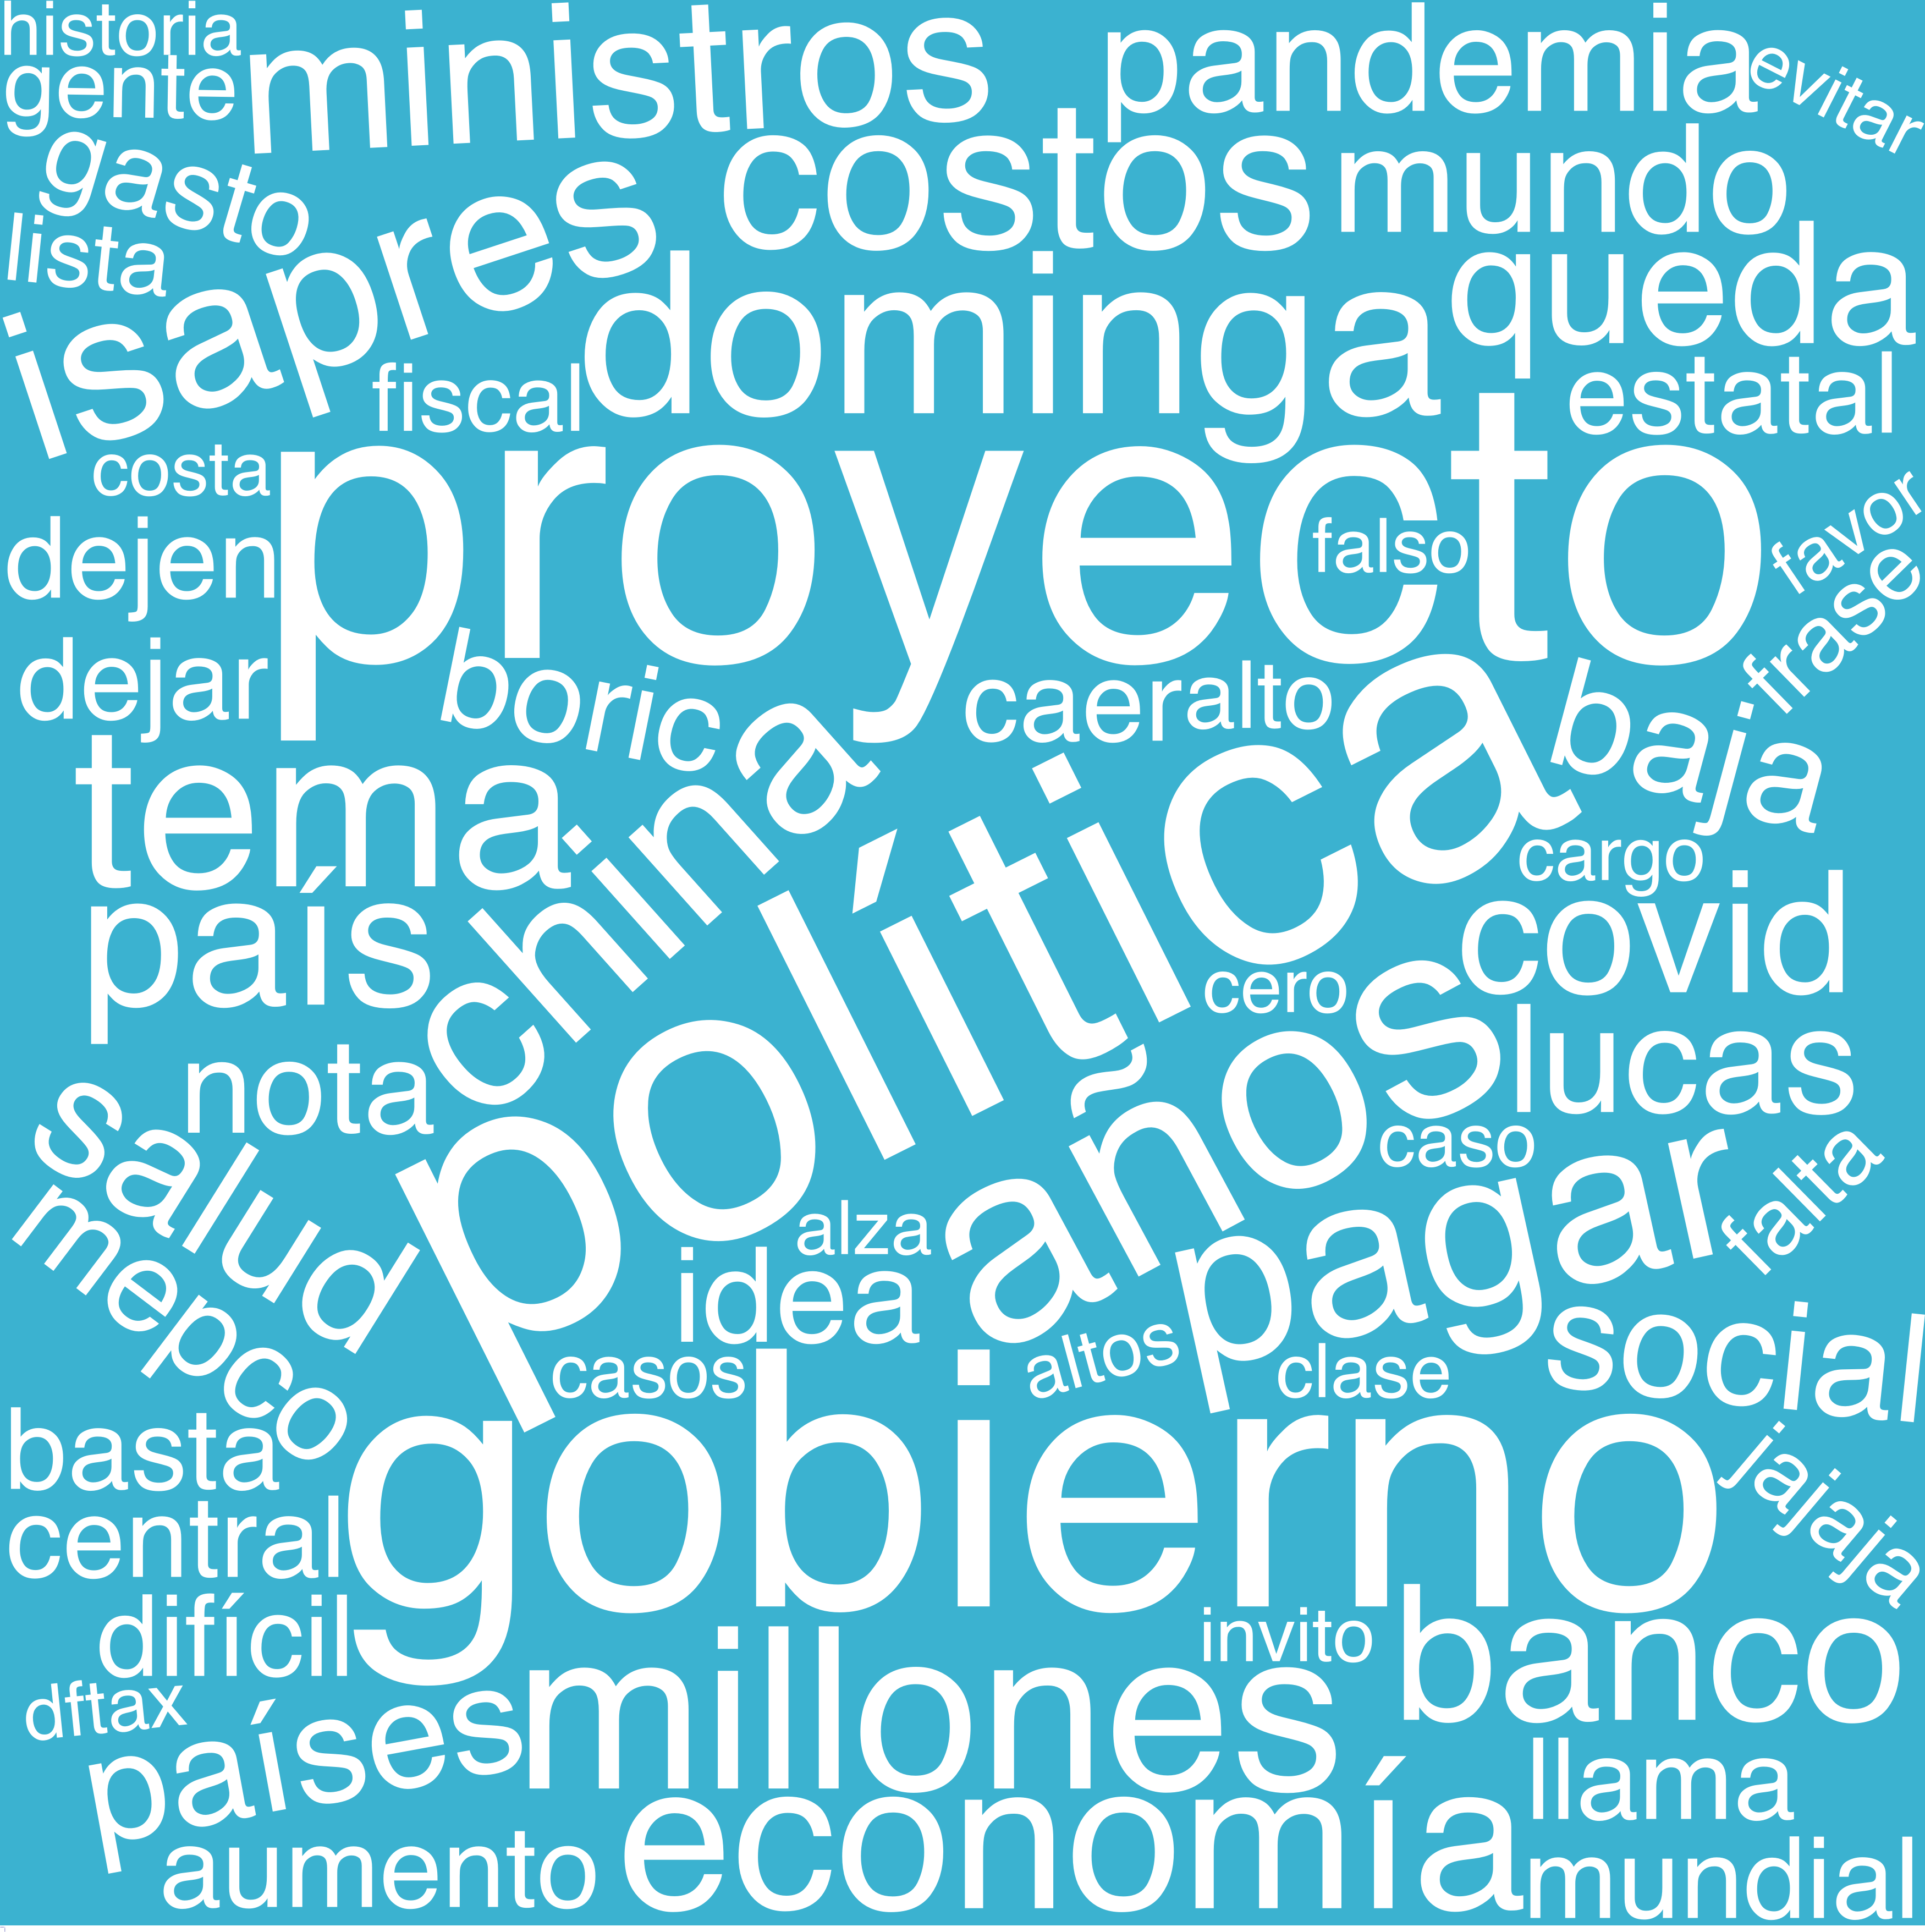 historia
gente
ministros
pandemia
evitar
gasto
costos
mundo
lista
isapres
dominga
queda
fiscal
estatal
costa
proyecto
falso
favor
dejen
frase
dejar
boric
caeralto
baja
tema
china
política
cargo
país
covid
cero
nota
años
lucas
salud
caso
pagar
falta
mepco
alza
idea
social
casos
altos
clase
basta
gobierno
jajaja
central
difícil
invito
banco
dftax
países
millones
llama
aumento
economía
mundial